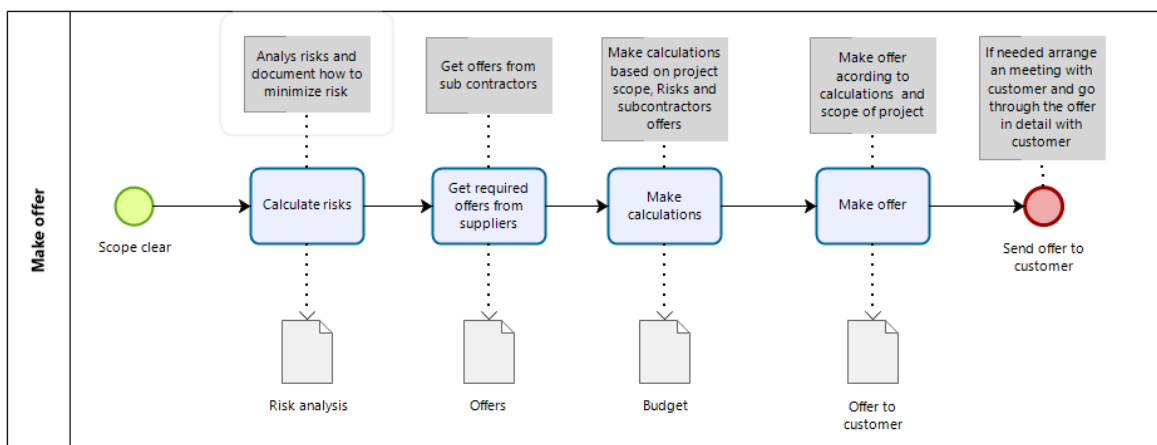 Make offer
Analys risks and
document how to
minimize risk
Get offers from
sub contractors
Make calculations
based on project
scope, Risks and
subcontractors
offers
Make offer
acording to
calculations and
scope of project
If needed arrange
an meeting with
customer and go
through the offer
in detail with
customer
Scope clear
Calculate risks
Get required
offers from
suppliers
Make
calculations
Make offer
Send offer to
customer
Risk analysis
Offers
Budget
Offer to
customer